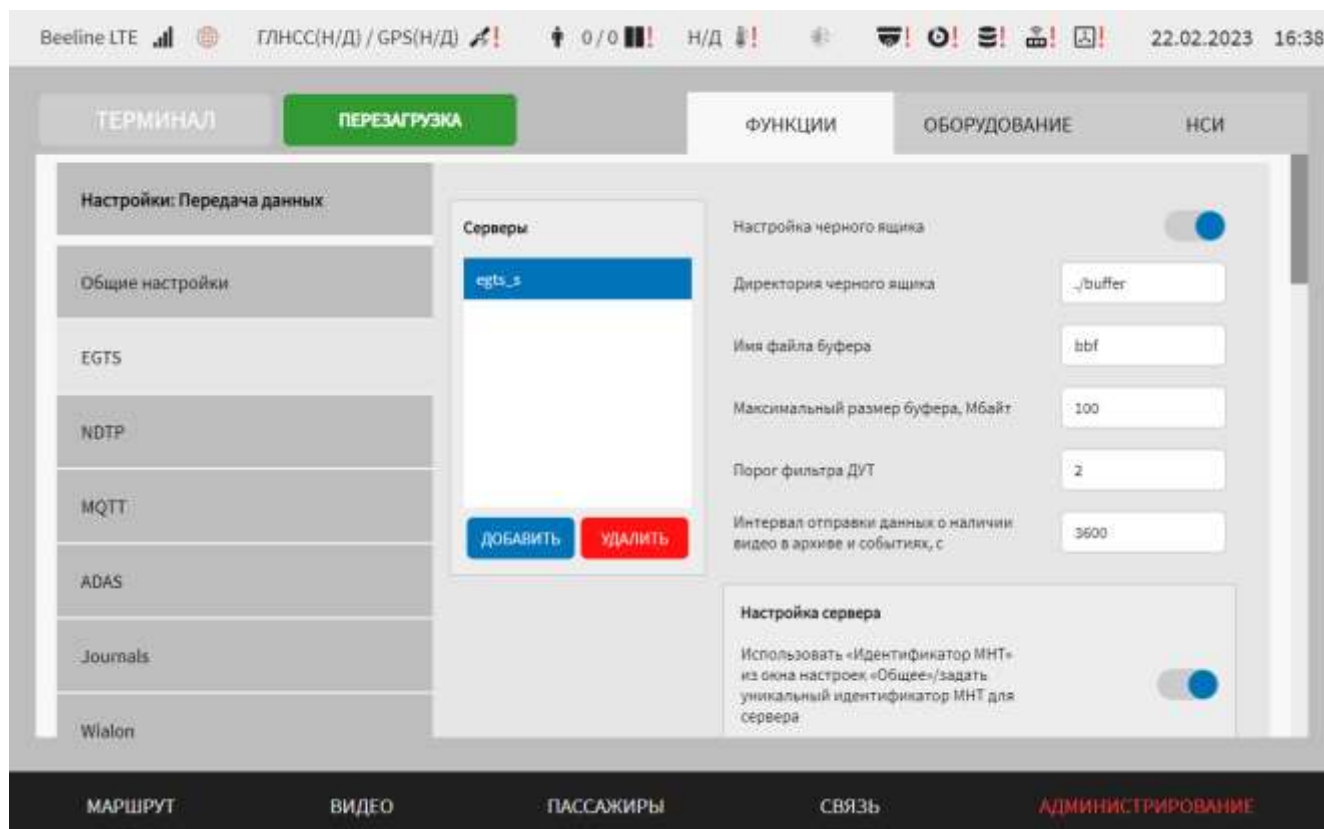 Beeline LTE ГЛНСС(Н/Д) / GPS(Н/Д) ! 0/0 ! Н/Д ! ! ! ! ! ! 22.02.2023 16:38
ТЕРМИНАЛ ПЕРЕЗАГРУЗКА ФУНКЦИИ ОБОРУДОВАНИЕ НСИ
Настройки: Передача данных
Общие настройки
EGTS
NDTP
MQTT
ADAS
Journals
Wialon
Серверы
egts_s
ДОБАВИТЬ УДАЛИТЬ
Настройка черного ящика
Директория черного ящика ./buffer
Имя файла буфера bbf
Максимальный размер буфера, Мбайт 100
Порог фильтра ДУТ 2
Интервал отправки данных о наличии
видео в архиве и событиях, с 3600
Настройка сервера
Использовать «Идентификатор МНТ»
из окна настроек «Общее»/задать
уникальный идентификатор МНТ для
сервера
МАРШРУТ ВИДЕО ПАССАЖИРЫ СВЯЗЬ АДМИНИСТРИРОВАНИЕ